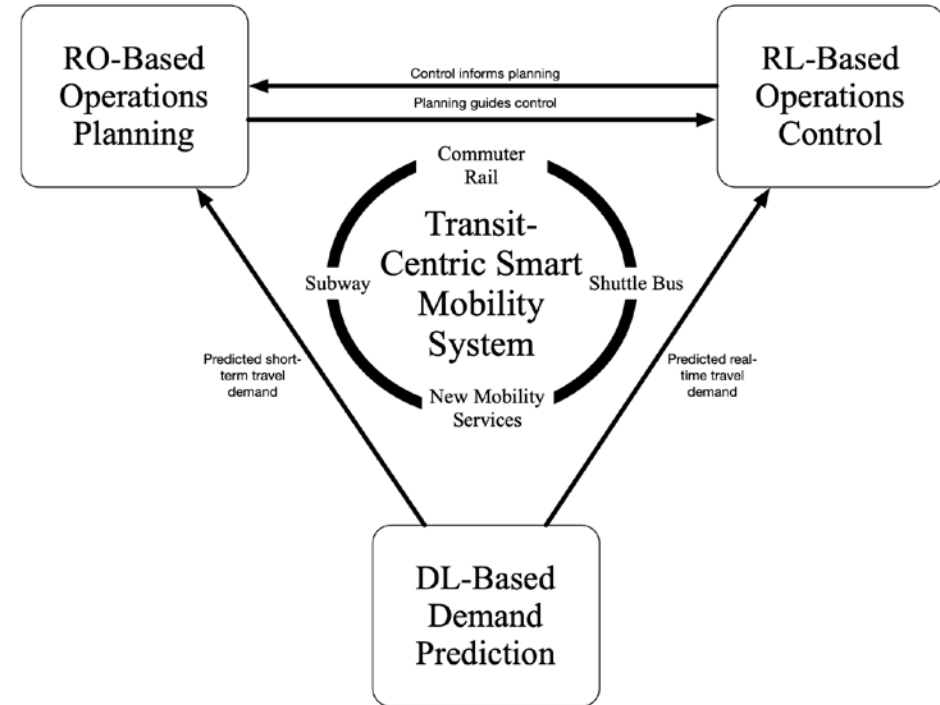 RO-Based
Operations
Planning
Control informs planning
Planning guides control
RL-Based
Operations
Control
Commuter
Rail
Transit-
Centric Smart
Mobility
System
Subway
Shuttle Bus
New Mobility
Services
Predicted short-
term travel
demand
Predicted real-
time travel
demand
DL-Based
Demand
Prediction